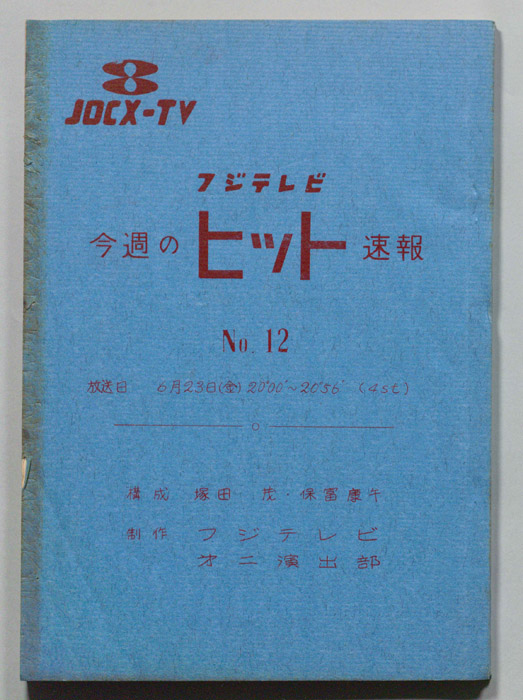 8
JOCX-TV
フジテレビ
今週の ヒット 速報
No. 12
放送日 6月23日(金) 20°00′~20°56′ (4st)
構成 塚田 茂・保富康午
制作 フジテレビ
才二演出部